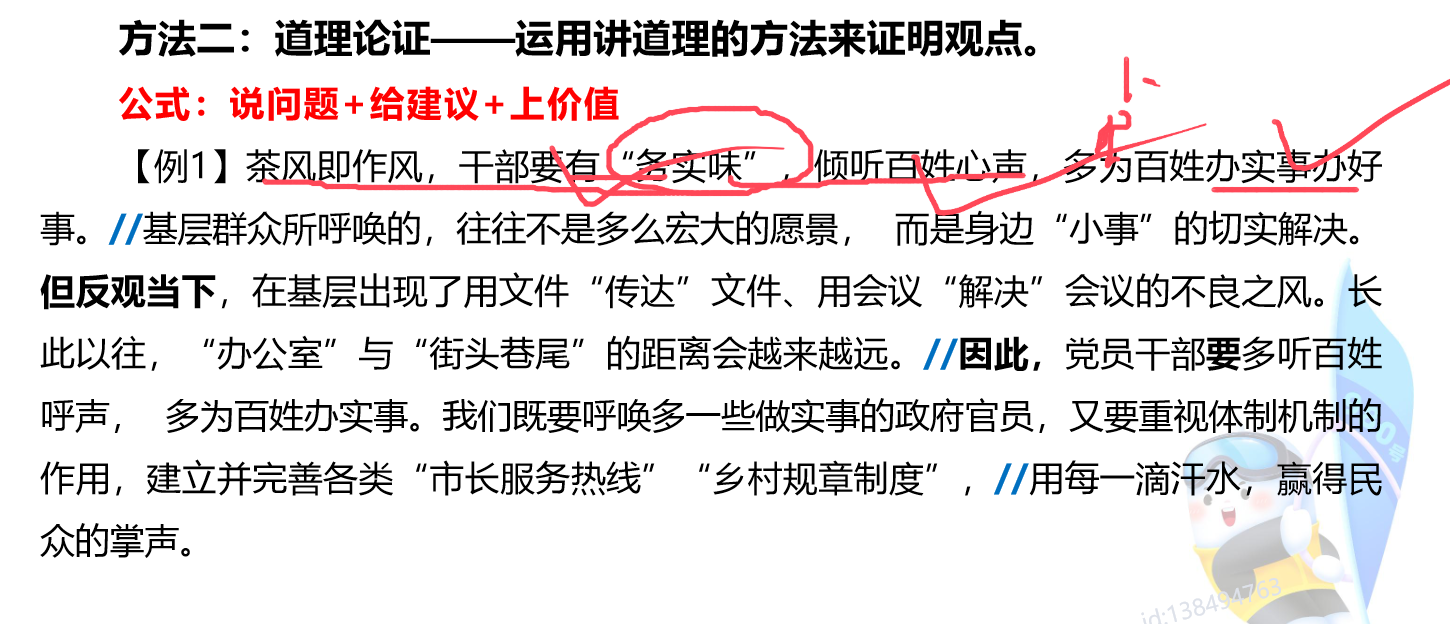 方法二：道理论证——运用讲道理的方法来证明观点。
公式：说问题+给建议+上价值
【例1】茶风即作风，干部要有“务实味”，倾听百姓心声，多为百姓办实事办好
事。//基层群众所呼唤的，往往不是多么宏大的愿景， 而是身边“小事”的切实解决。
但反观当下，在基层出现了用文件“传达”文件、用会议“解决”会议的不良之风。长
此以往， “办公室”与“街头巷尾”的距离会越来越远。//因此，党员干部要多听百姓
呼声， 多为百姓办实事。我们既要呼唤多一些做实事的政府官员，又要重视体制机制的
作用，建立并完善各类“市长服务热线”“乡村规章制度”，//用每一滴汗水，赢得民
众的掌声。
id:138494763